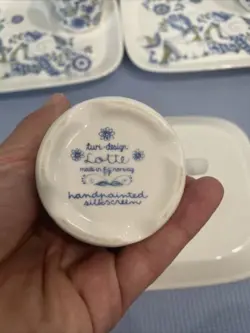 turi-design
Lotte
made in norway
handpainted
silkscreen